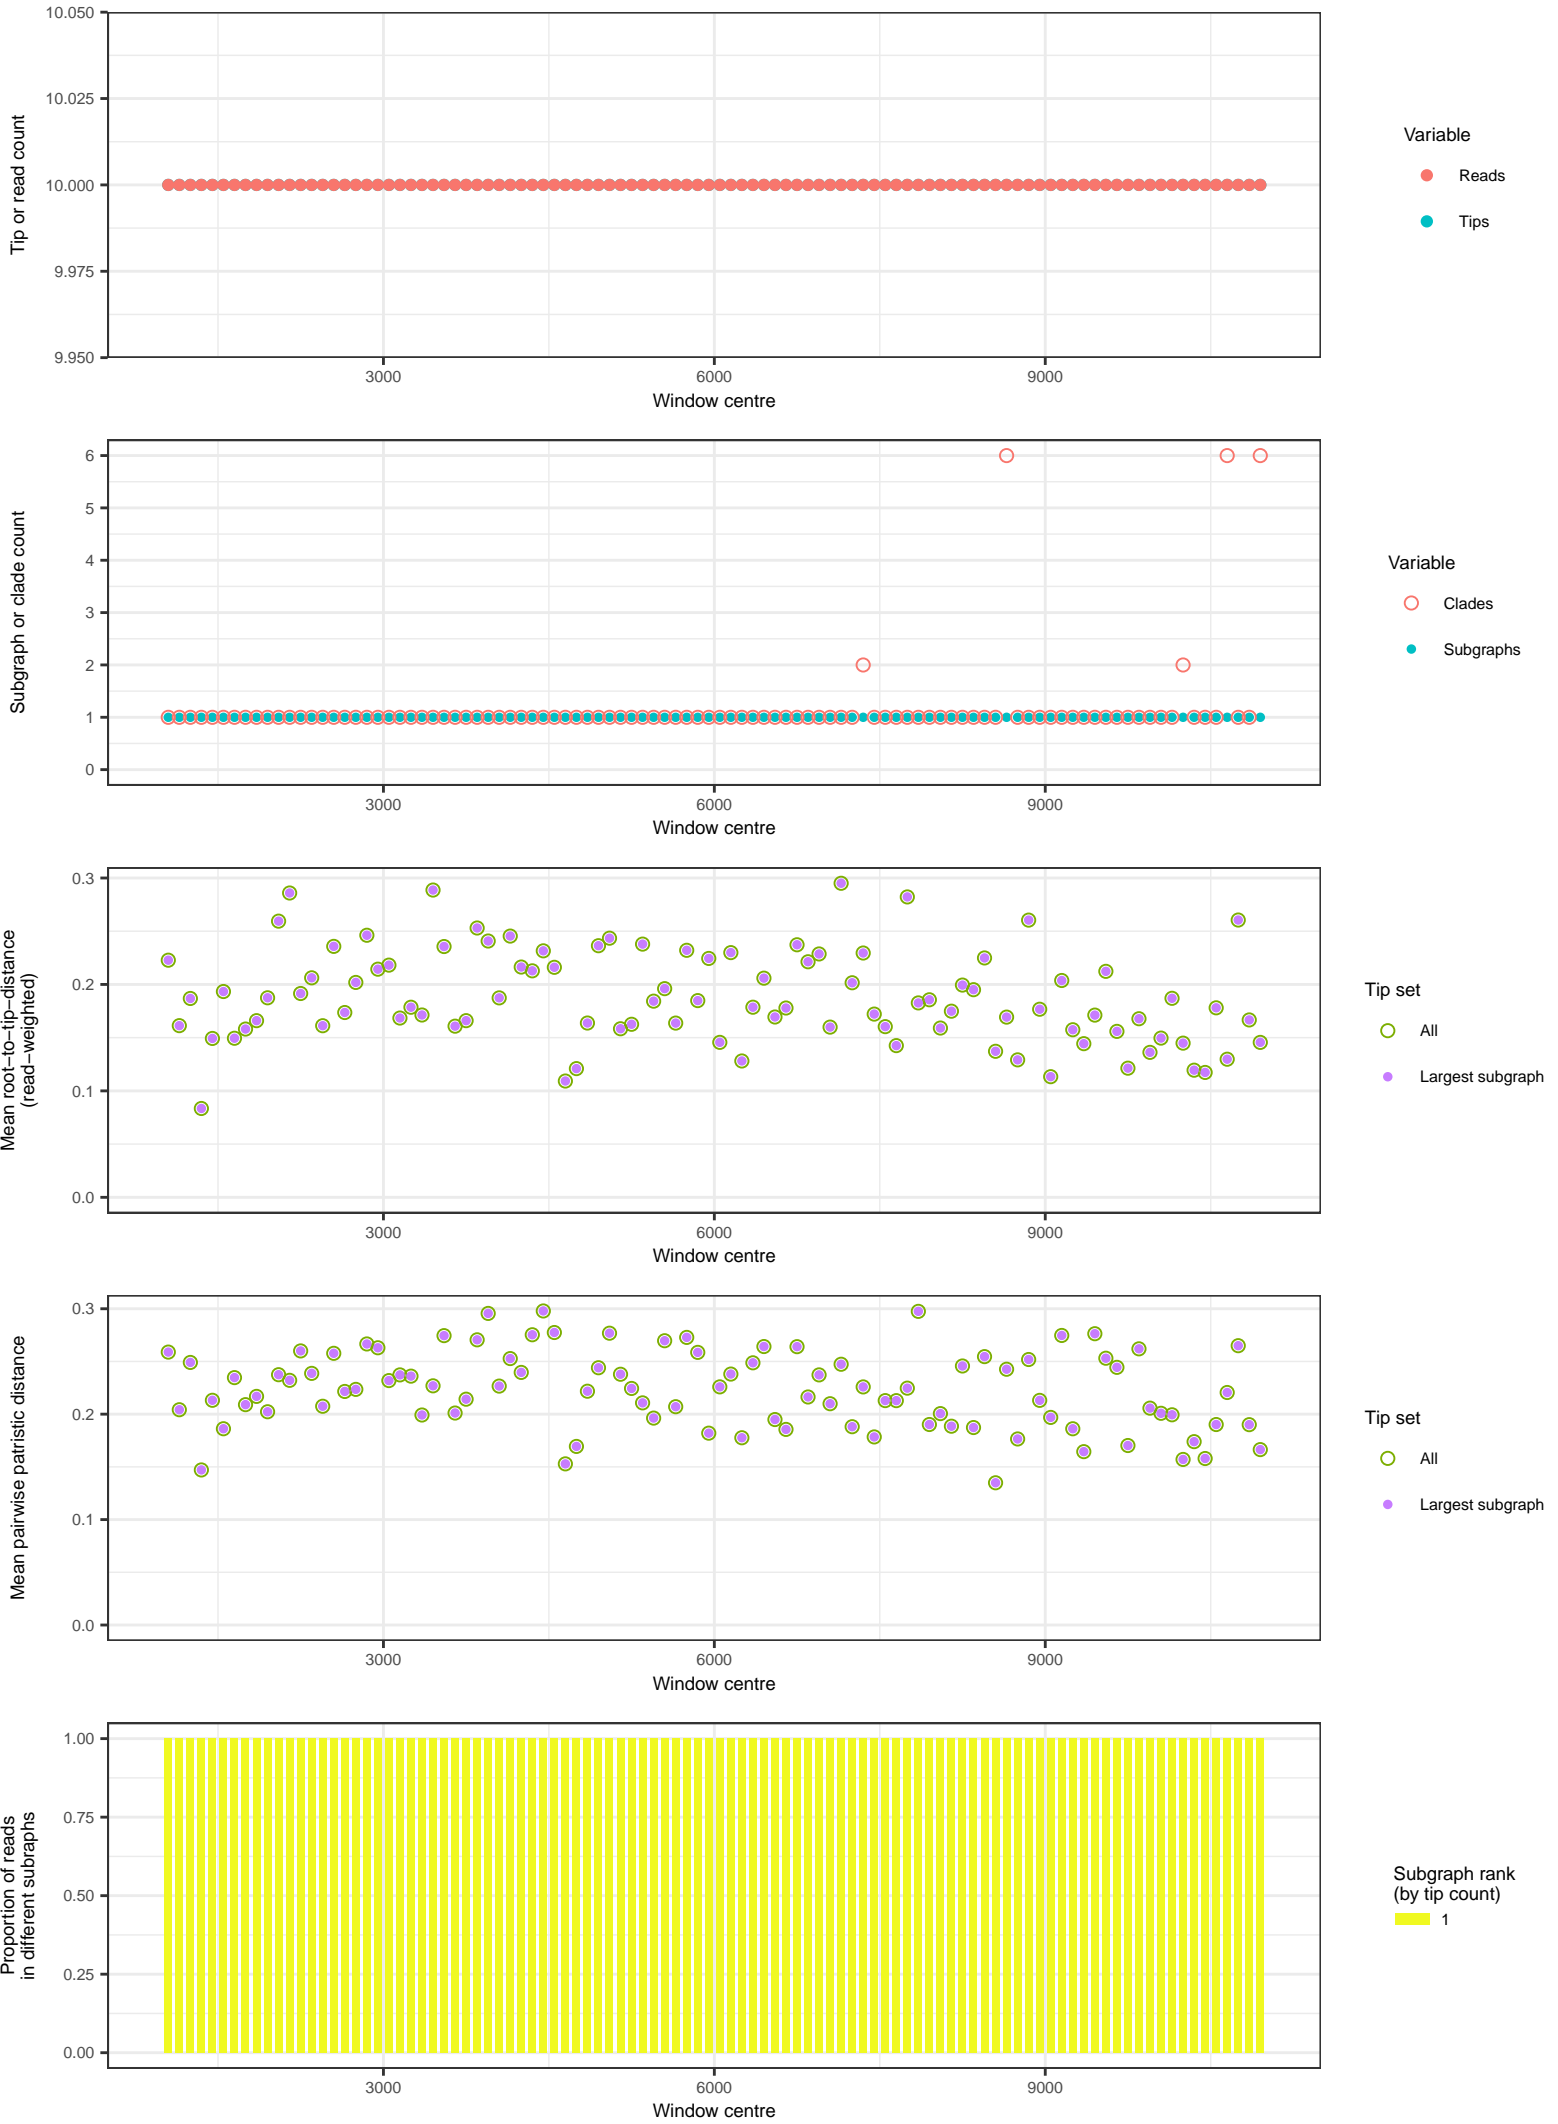 10.050
10.025
10.000
9.975
9.950
Tip or read count
3000
6000
9000
Window centre
Variable
Reads
Tips
6
5
4
3
2
1
0
Subgraph or clade count
3000
6000
9000
Window centre
Variable
Clades
Subgraphs
0.3
0.2
0.1
0.0
Mean root−to−tip−distance
(read−weighted)
3000
6000
9000
Window centre
Tip set
All
Largest subgraph
0.3
0.2
0.1
0.0
Mean pairwise patristic distance
3000
6000
9000
Window centre
Tip set
All
Largest subgraph
1.00
0.75
0.50
0.25
0.00
Proportion of reads
in different subraphs
3000
6000
9000
Window centre
Subgraph rank
(by tip count)
1